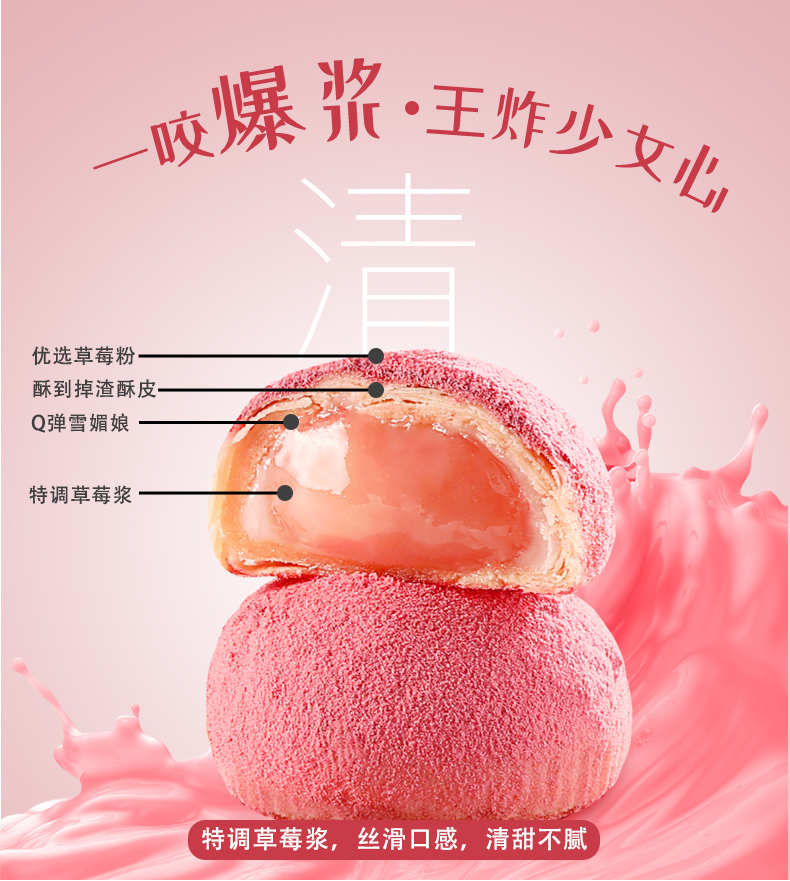 一咬爆浆·王炸少女心
清
优选草莓粉
酥到掉渣酥皮
Q弹雪媚娘
特调草莓浆
特调草莓浆，丝滑口感，清甜不腻